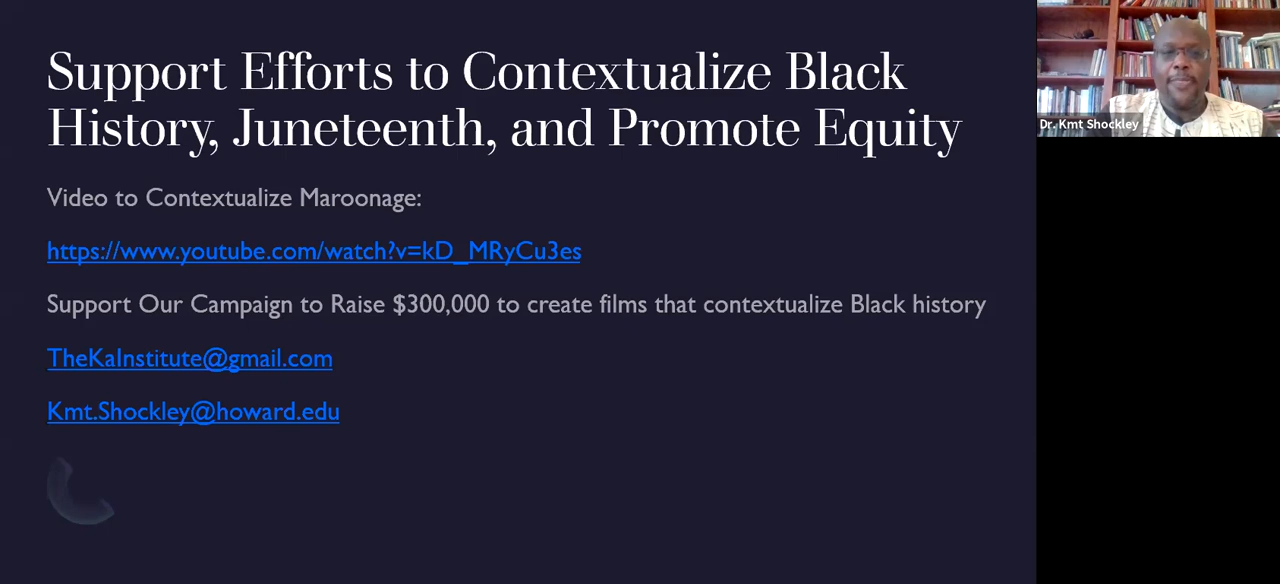 Support Efforts to Contextualize Black
History, Juneteenth, and Promote Equity
Video to Contextualize Maroonage:
https://www.youtube.com/watch?v=kD_MRyCu3es
Support Our Campaign to Raise $300,000 to create films that contextualize Black history
TheKaInstitute@gmail.com
Kmt.Shockley@howard.edu
Dr. Kmt Shockley